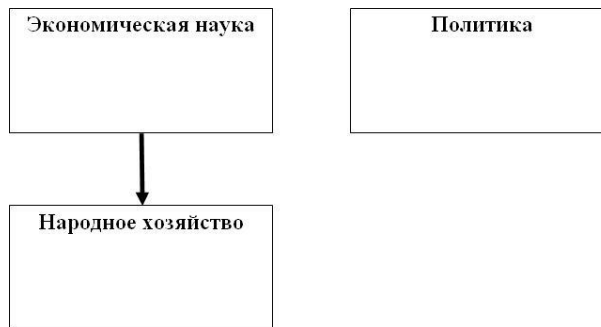 Экономическая наука
Политика
Народное хозяйство